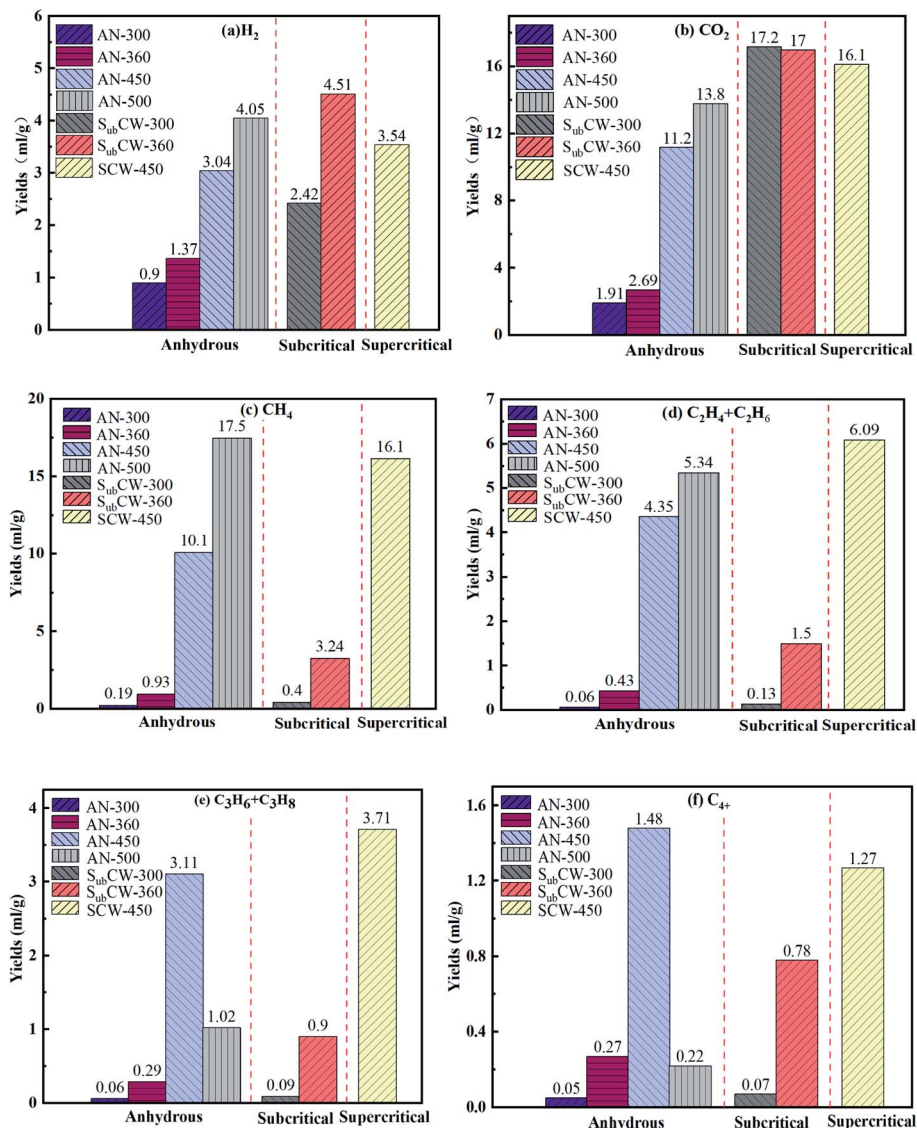 (a)H₂
AN-300
AN-360
AN-450
AN-500
SubCW-300
SubCW-360
SCW-450
Yields (ml/g)
6
5
4
3
2
1
0
0.9
1.37
3.04
4.05
2.42
4.51
3.54
Anhydrous Subcritical Supercritical
(b) CO₂
AN-300
AN-360
AN-450
AN-500
SubCW-300
SubCW-360
SCW-450
Yields (ml/g)
16
12
8
4
0
1.91
2.69
11.2
13.8
17.2
17
16.1
Anhydrous Subcritical Supercritical
(c) CH₄
AN-300
AN-360
AN-450
AN-500
SubCW-300
SubCW-360
SCW-450
Yields (ml/g)
20
15
10
5
0
0.19
0.93
10.1
17.5
0.4
3.24
16.1
Anhydrous Subcritical Supercritical
(d) C₂H₄+C₂H₆
AN-300
AN-360
AN-450
AN-500
SubCW-300
SubCW-360
SCW-450
Yields (ml/g)
7
6
5
4
3
2
1
0
0.06
0.43
4.35
5.34
0.13
1.5
6.09
Anhydrous Subcritical Supercritical
(e) C₃H₆+C₃H₈
AN-300
AN-360
AN-450
AN-500
SubCW-300
SubCW-360
SCW-450
Yields (ml/g)
4
3
2
1
0
0.06
0.29
3.11
1.02
0.09
0.9
3.71
Anhydrous Subcritical Supercritical
(f) C₄₊
AN-300
AN-360
AN-450
AN-500
SubCW-300
SubCW-360
SCW-450
Yields (ml/g)
1.6
1.2
0.8
0.4
0.0
0.05
0.27
1.48
0.22
0.07
0.78
1.27
Anhydrous Subcritical Supercritical